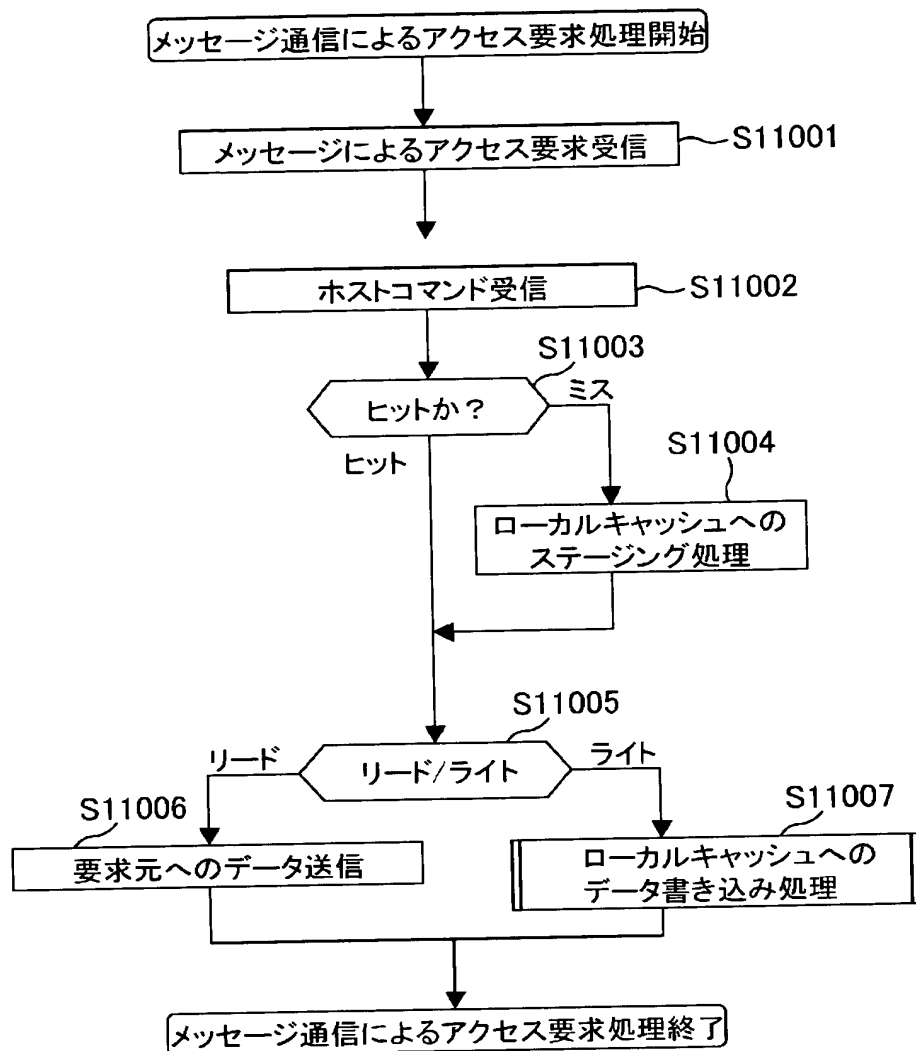 メッセージ通信によるアクセス要求処理開始
メッセージによるアクセス要求受信
S11001
ホストコマンド受信
S11002
S11003
ヒットか？
ミス
ヒット
S11004
ローカルキャッシュへの
ステージング処理
S11005
リード
リード/ライト
ライト
S11006
要求元へのデータ送信
S11007
ローカルキャッシュへの
データ書き込み処理
メッセージ通信によるアクセス要求処理終了